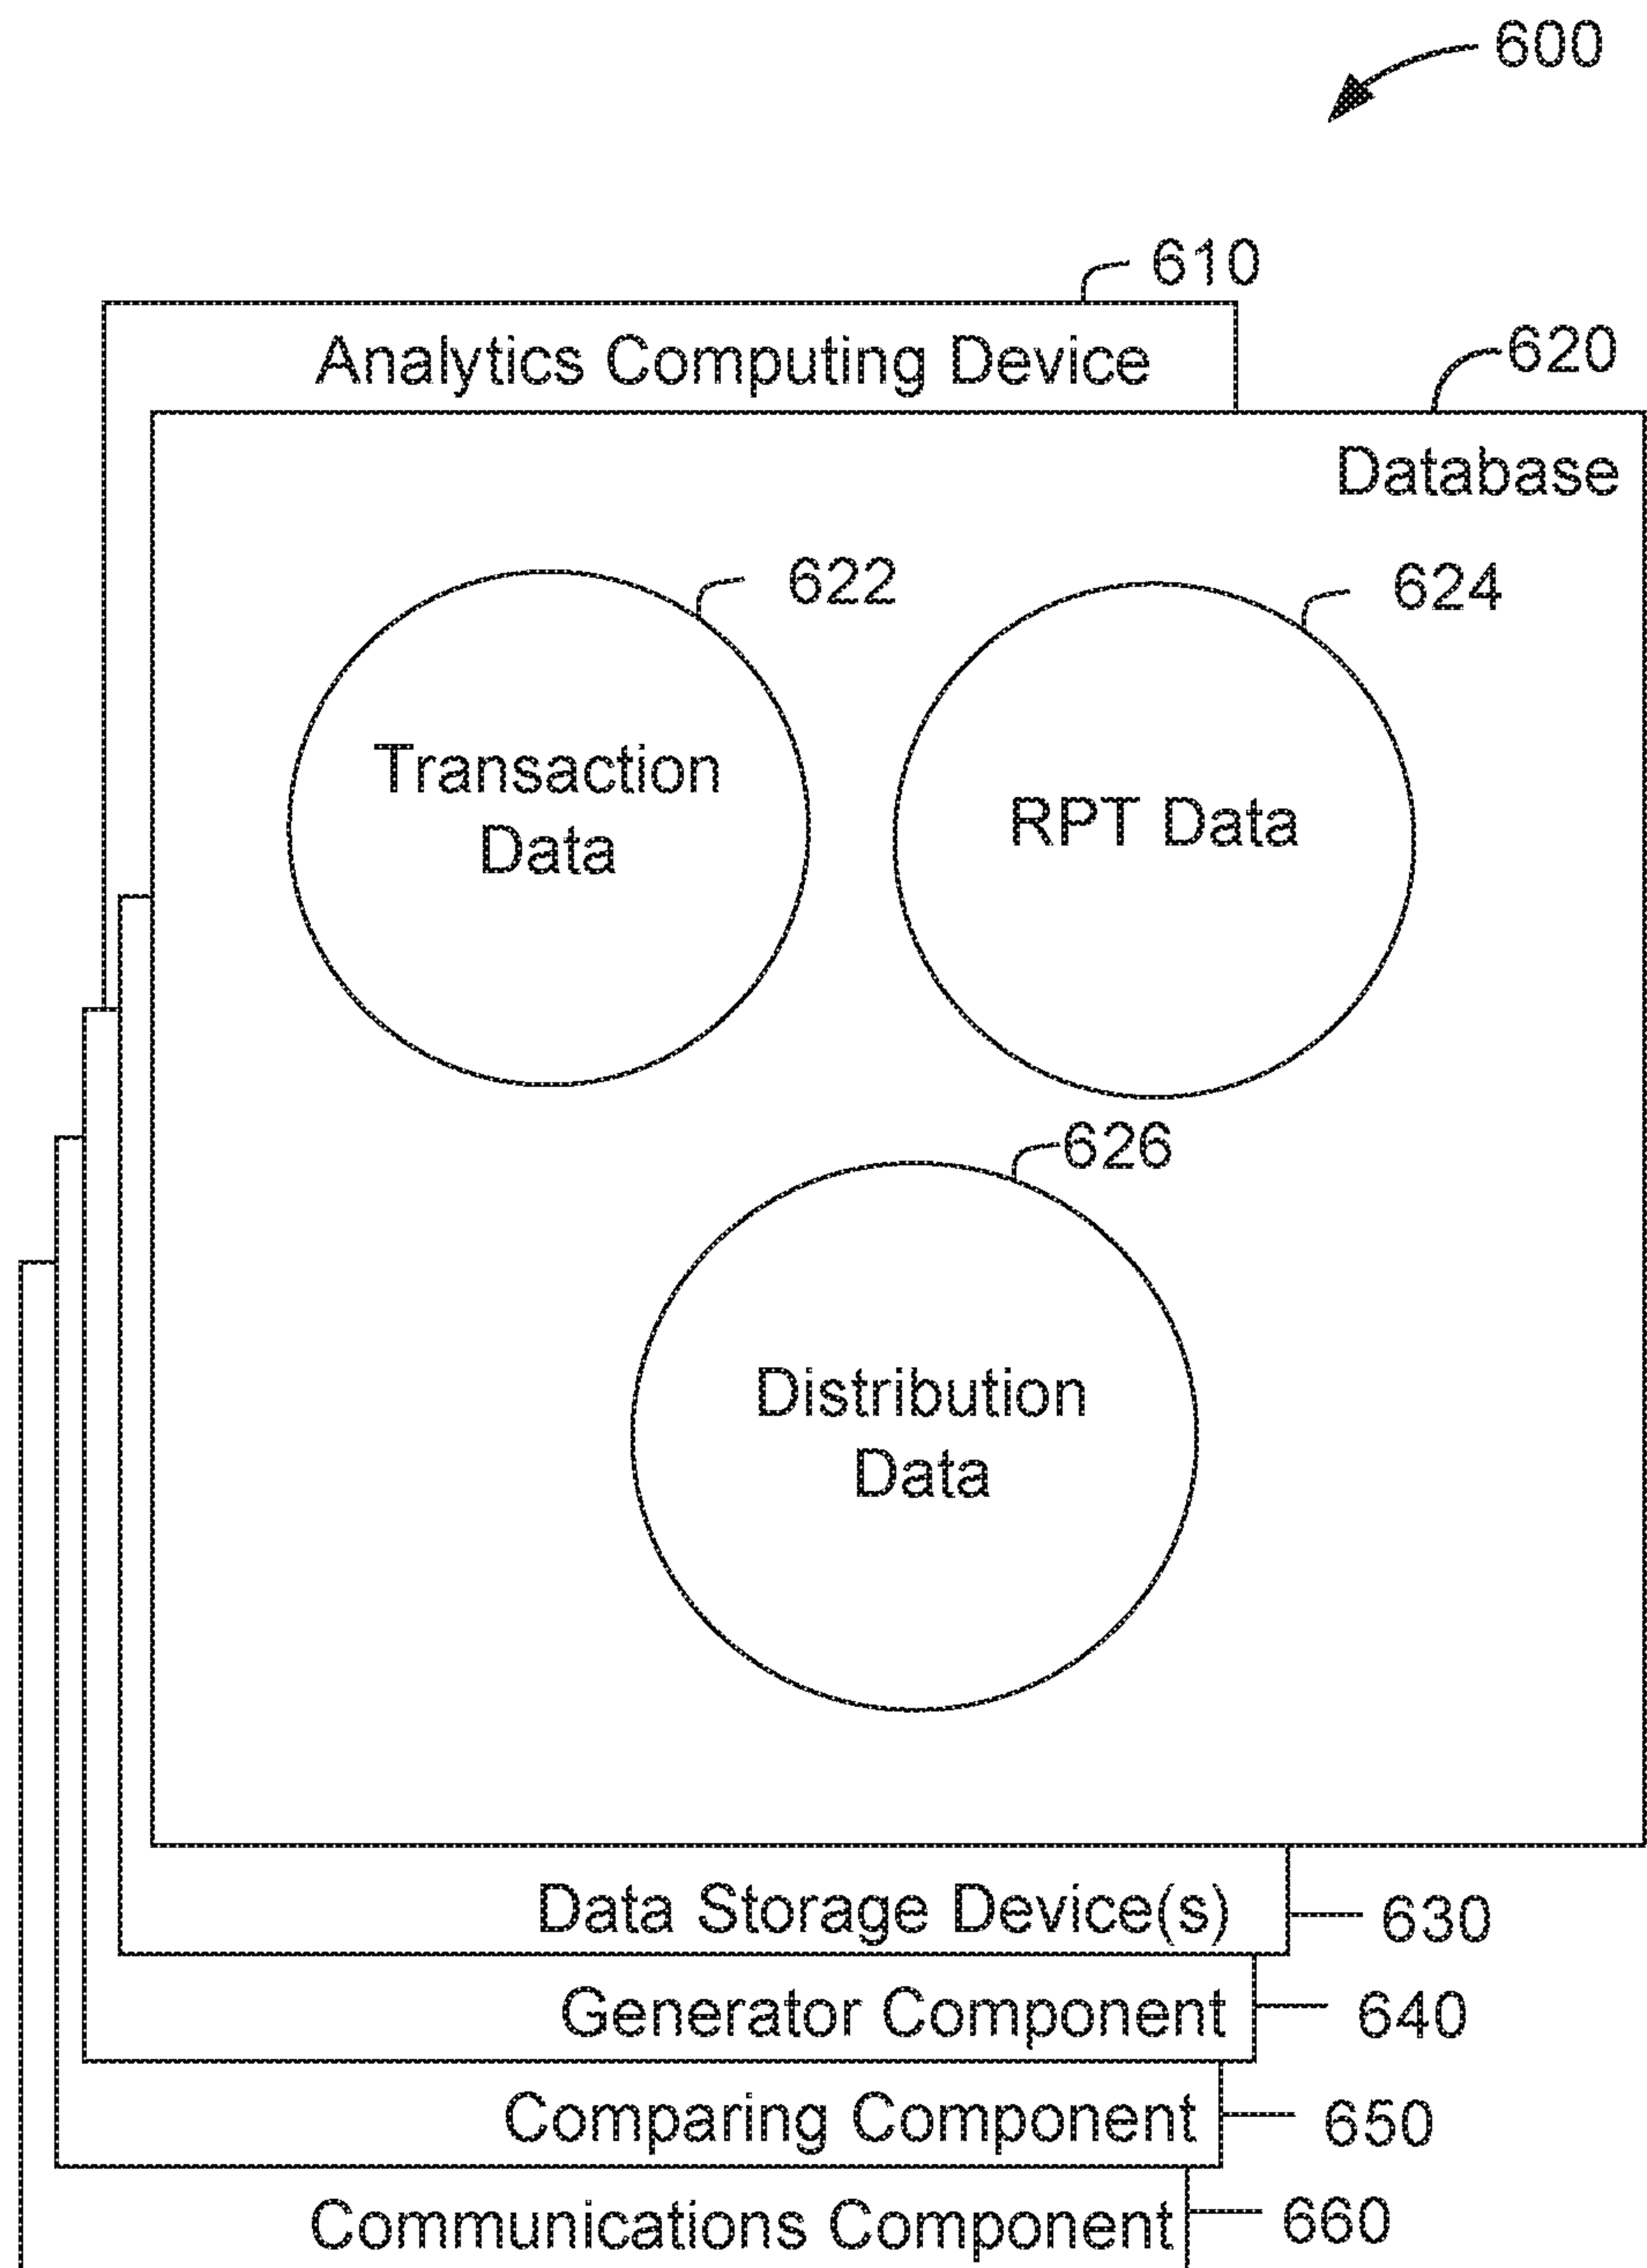 600
610
Analytics Computing Device
620
Database
622
624
Transaction
Data
RPT Data
626
Distribution
Data
Data Storage Device(s)
630
Generator Component
640
Comparing Component
650
Communications Component
660